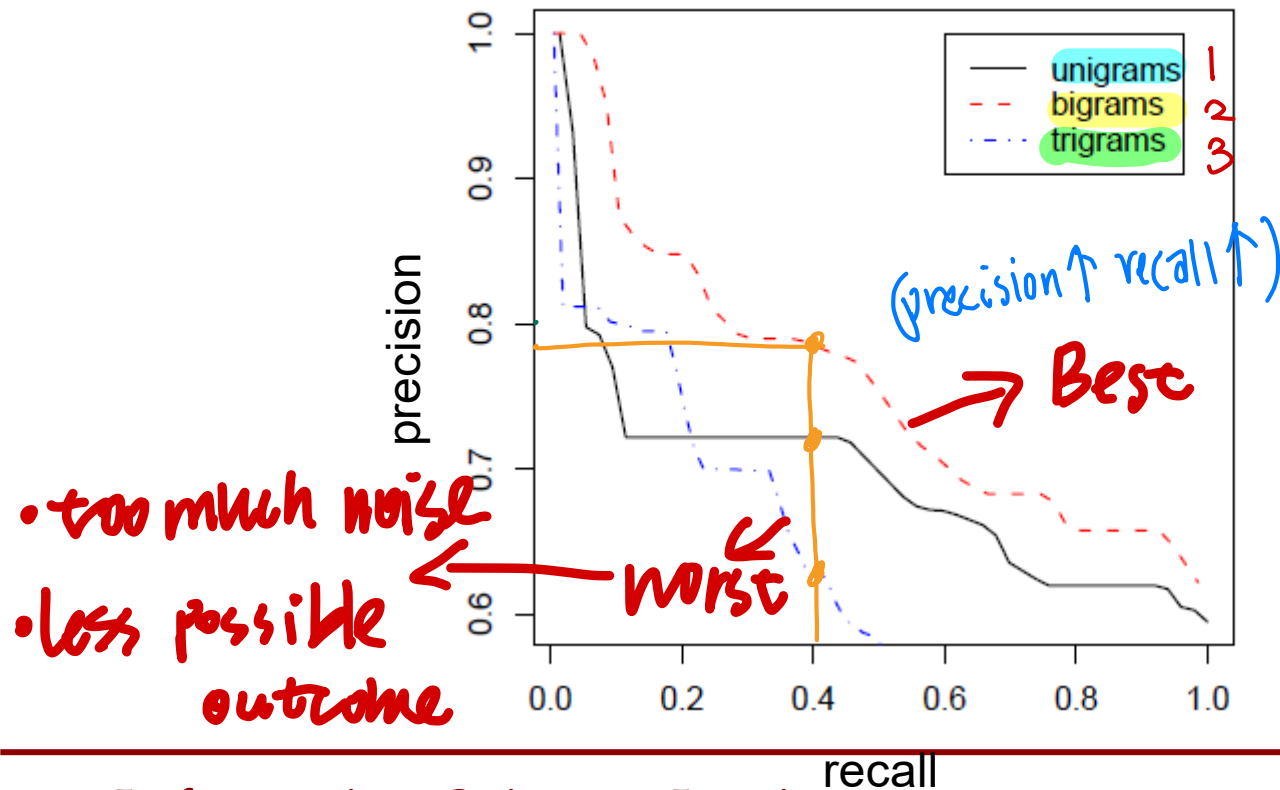 1.0
0.9
0.8
0.7
0.6
precision
unigrams 1
bigrams 2
trigrams 3
(precision↑ recall↑)
Best
• too much noise
worst
• less possible
outcome
0.0 0.2 0.4 0.6 0.8 1.0
recall